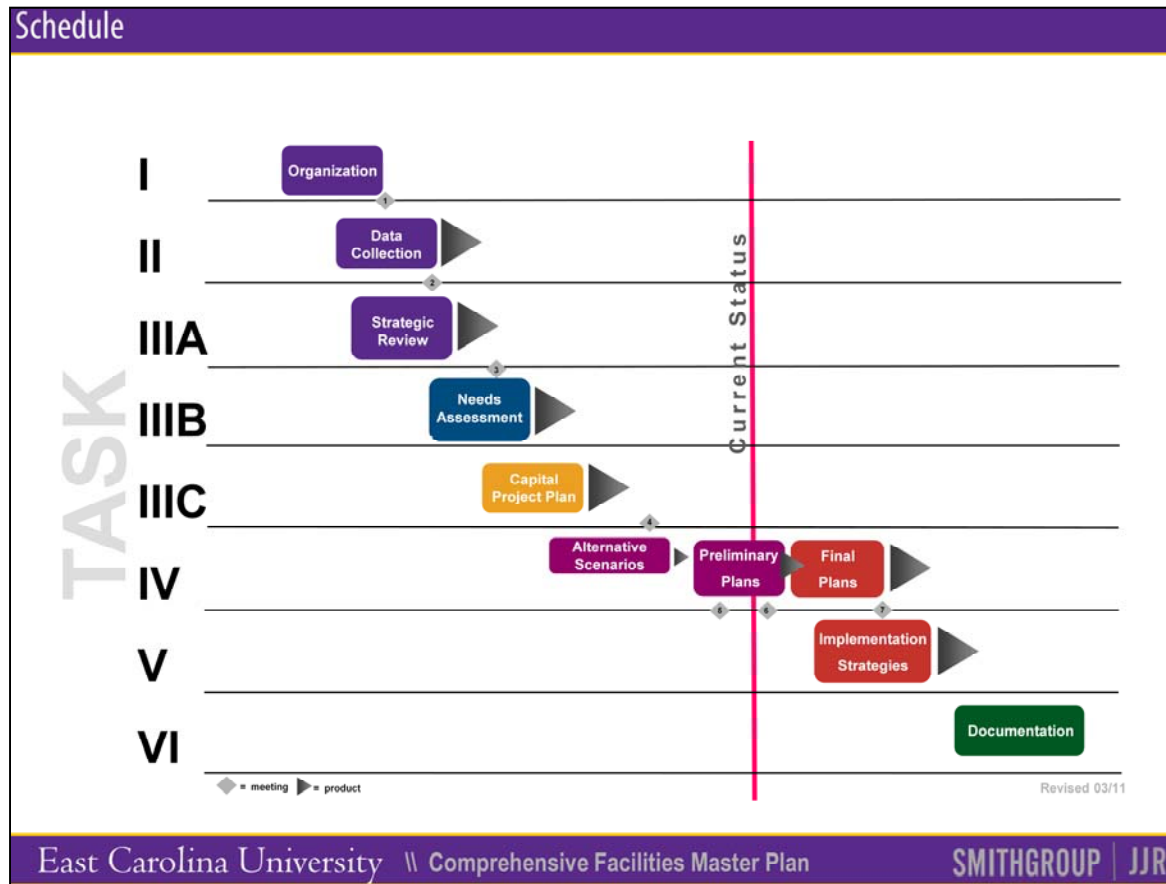 Schedule
TASK
I
Organization
1
II
Data
Collection
2
IIIA
Strategic
Review
3
IIIB
Needs
Assessment
IIIC
Capital
Project Plan
4
IV
Alternative
Scenarios
Preliminary
Plans
Final
Plans
5
6
7
V
Implementation
Strategies
VI
Documentation
Current Status
= meeting = product
Revised 03/11
East Carolina University \\ Comprehensive Facilities Master Plan
SMITHGROUP | JJR